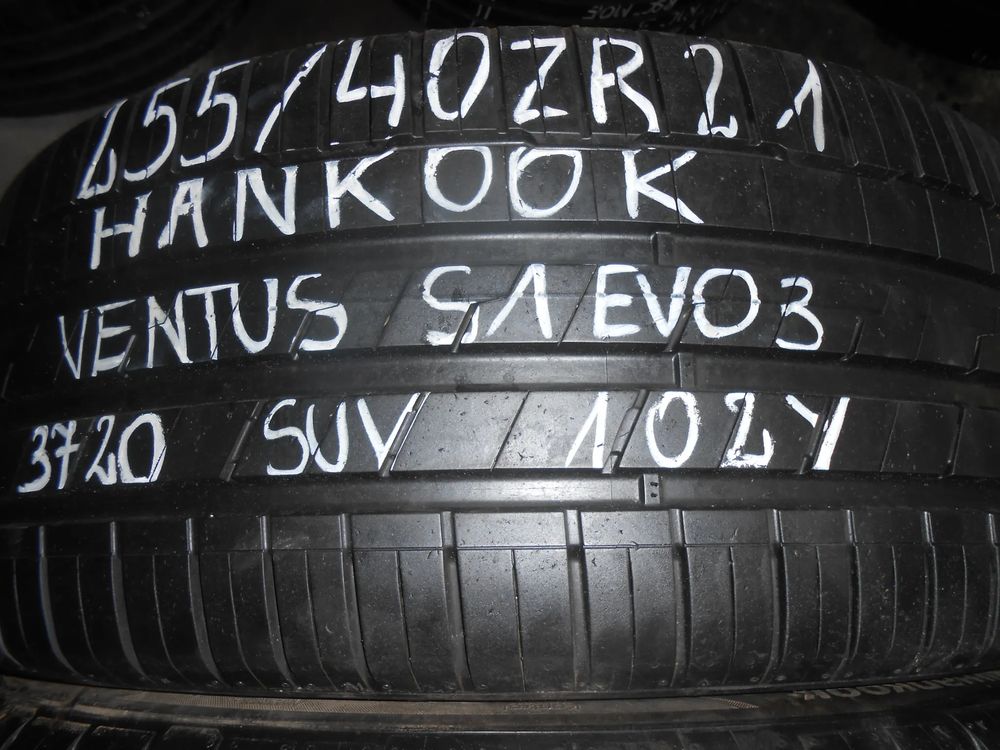 255/40ZR21
HANKOOK
VENTUS S1 EVO3
3720 SUV 102Y